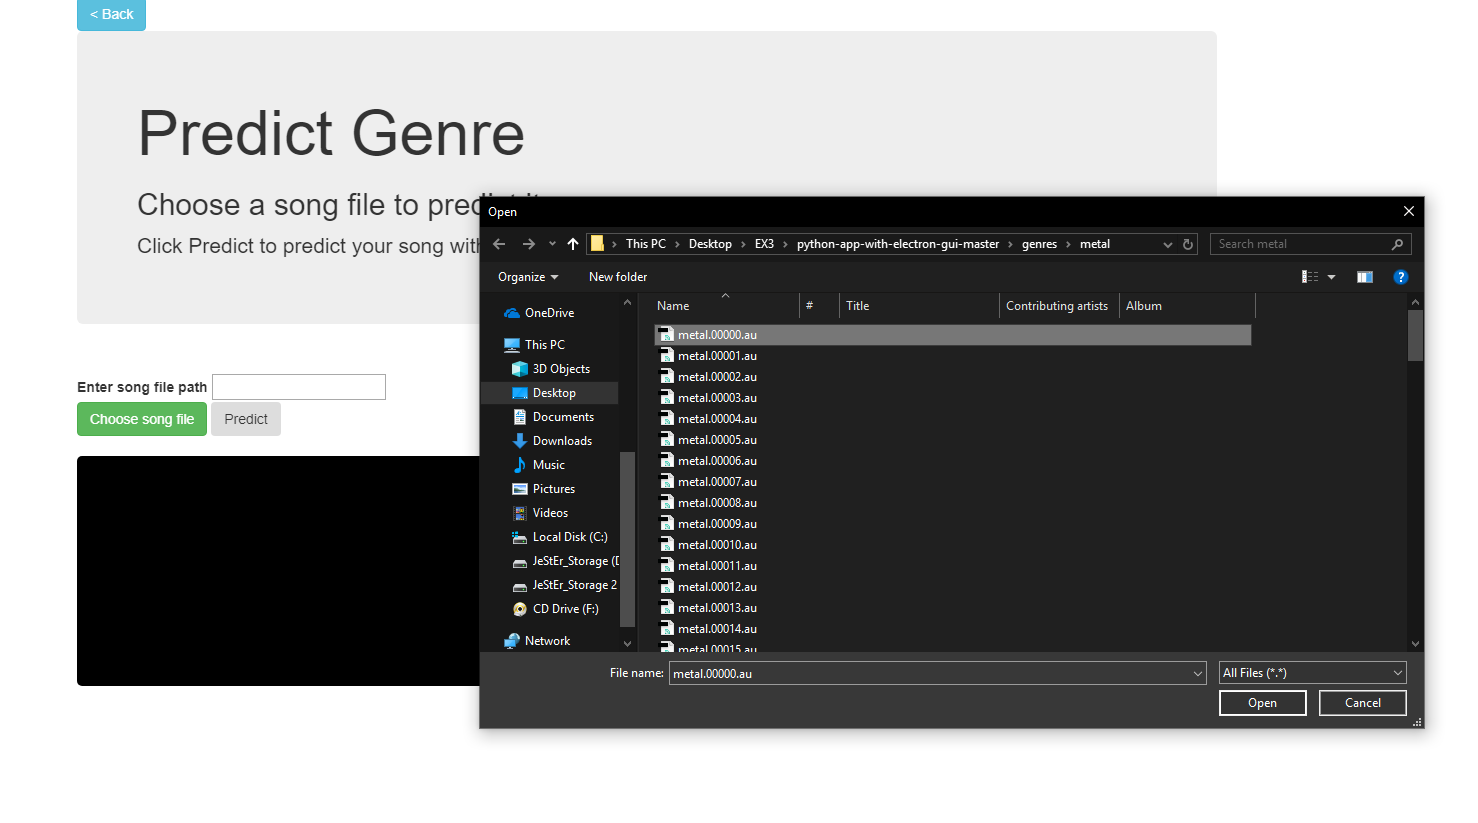 < Back
Predict Genre
Choose a song file to predict it
Click Predict to predict your song with
Enter song file path
Choose song file
Predict
Open
This PC > Desktop > EX3 > python-app-with-electron-gui-master > genres > metal
Search metal
Organize
New folder
OneDrive
This PC
3D Objects
Desktop
Documents
Downloads
Music
Pictures
Videos
Local Disk (C:)
JeStEr_Storage (D
JeStEr_Storage 2
CD Drive (F:)
Network
Name # Title Contributing artists Album
metal.00000.au
metal.00001.au
metal.00002.au
metal.00003.au
metal.00004.au
metal.00005.au
metal.00006.au
metal.00007.au
metal.00008.au
metal.00009.au
metal.00010.au
metal.00011.au
metal.00012.au
metal.00013.au
metal.00014.au
metal.00015.au
File name: metal.00000.au
All Files (*.*)
Open
Cancel